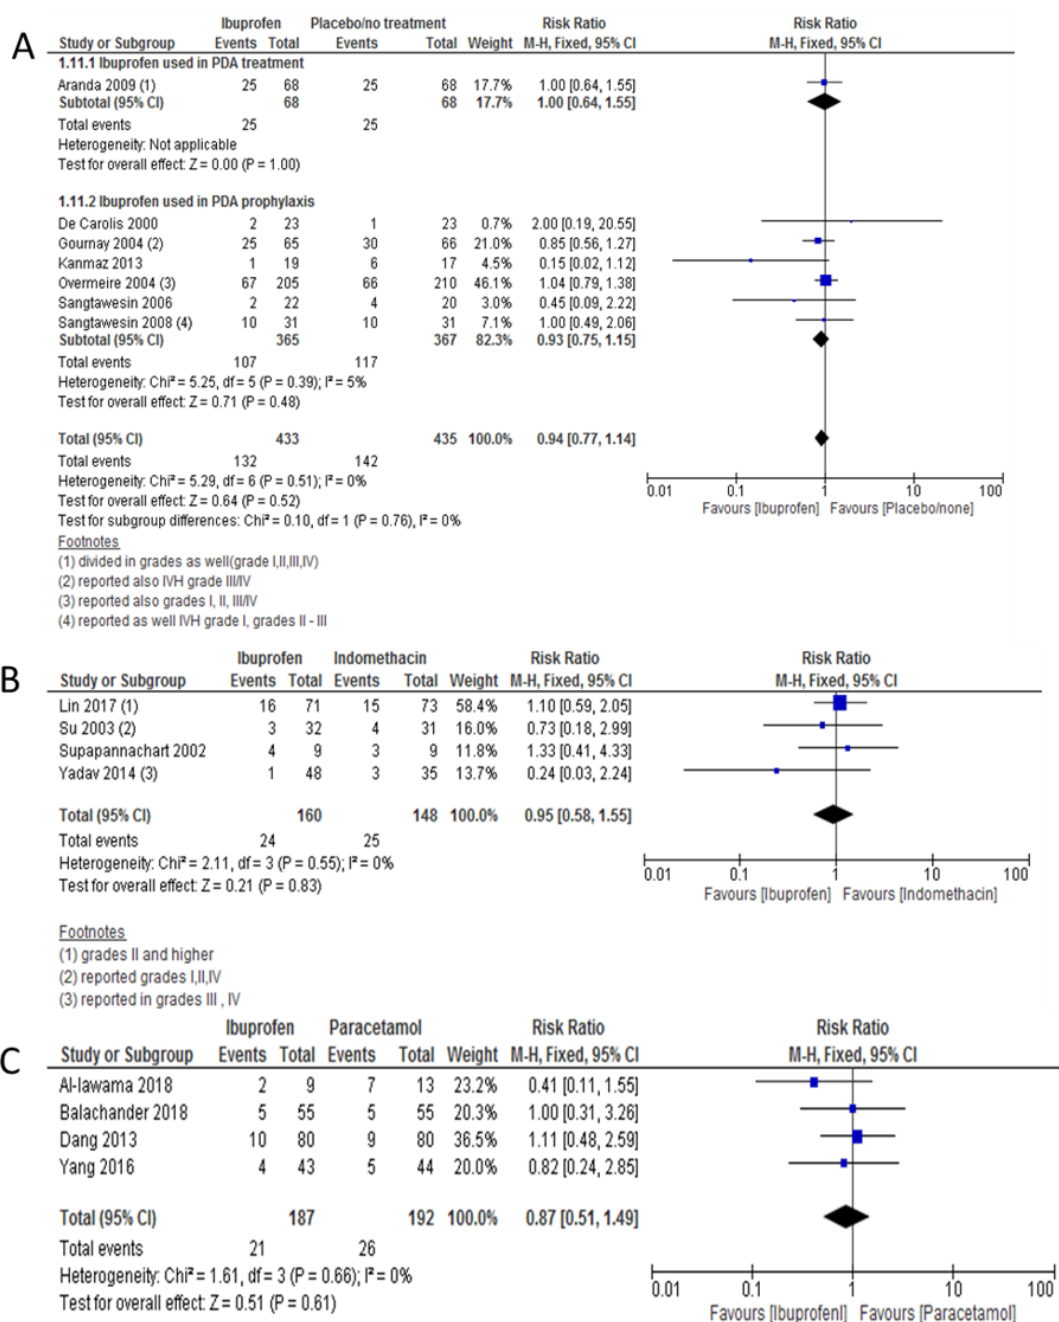 A
Ibuprofen Placebo/no treatment Risk Ratio Risk Ratio
Study or Subgroup Events Total Events Total Weight M-H, Fixed, 95% CI M-H, Fixed, 95% CI
1.11.1 Ibuprofen used in PDA treatment
Aranda 2009 (1) 25 68 25 68 17.7% 1.00 [0.64, 1.55]
Subtotal (95% CI) 68 68 17.7% 1.00 [0.64, 1.55]
Total events 25 25
Heterogeneity: Not applicable
Test for overall effect: Z = 0.00 (P = 1.00)
1.11.2 Ibuprofen used in PDA prophylaxis
De Carolis 2000 2 23 1 23 0.7% 2.00 [0.19, 20.55]
Gournay 2004 (2) 25 65 30 66 21.0% 0.85 [0.56, 1.27]
Kanmaz 2013 1 19 6 17 4.5% 0.15 [0.02, 1.12]
Overmeire 2004 (3) 67 205 66 210 46.1% 1.04 [0.79, 1.38]
Sangtawesin 2006 2 22 4 20 3.0% 0.45 [0.09, 2.22]
Sangtawesin 2008 (4) 10 31 10 31 7.1% 1.00 [0.49, 2.06]
Subtotal (95% CI) 365 367 82.3% 0.93 [0.75, 1.15]
Total events 107 117
Heterogeneity: Chi² = 5.25, df = 5 (P = 0.39); I² = 5%
Test for overall effect: Z = 0.71 (P = 0.48)
Total (95% CI) 433 435 100.0% 0.94 [0.77, 1.14]
Total events 132 142
Heterogeneity: Chi² = 5.29, df = 6 (P = 0.51); I² = 0%
Test for overall effect: Z = 0.64 (P = 0.52)
Test for subgroup differences: Chi² = 0.10, df = 1 (P = 0.76), I² = 0%
0.01 0.1 1 10 100
Favours [Ibuprofen] Favours [Placebo/none]
Footnotes
(1) divided in grades as well(grade I,II,III,IV)
(2) reported also IVH grade III/IV
(3) reported also grades I, II, III/IV
(4) reported as well IVH grade I, grades II - III
B
Ibuprofen Indomethacin Risk Ratio Risk Ratio
Study or Subgroup Events Total Events Total Weight M-H, Fixed, 95% CI M-H, Fixed, 95% CI
Lin 2017 (1) 16 71 15 73 58.4% 1.10 [0.59, 2.05]
Su 2003 (2) 3 32 4 31 16.0% 0.73 [0.18, 2.99]
Supapannachart 2002 4 9 3 9 11.8% 1.33 [0.41, 4.33]
Yadav 2014 (3) 1 48 3 35 13.7% 0.24 [0.03, 2.24]
Total (95% CI) 160 148 100.0% 0.95 [0.58, 1.55]
Total events 24 25
Heterogeneity: Chi² = 2.11, df = 3 (P = 0.55); I² = 0%
Test for overall effect: Z = 0.21 (P = 0.83)
0.01 0.1 1 10 100
Favours [Ibuprofen] Favours [Indomethacin]
Footnotes
(1) grades II and higher
(2) reported grades I,II,IV
(3) reported in grades III , IV
C
Ibuprofen Paracetamol Risk Ratio Risk Ratio
Study or Subgroup Events Total Events Total Weight M-H, Fixed, 95% CI M-H, Fixed, 95% CI
Al-lawama 2018 2 9 7 13 23.2% 0.41 [0.11, 1.55]
Balachander 2018 5 55 5 55 20.3% 1.00 [0.31, 3.26]
Dang 2013 10 80 9 80 36.5% 1.11 [0.48, 2.59]
Yang 2016 4 43 5 44 20.0% 0.82 [0.24, 2.85]
Total (95% CI) 187 192 100.0% 0.87 [0.51, 1.49]
Total events 21 26
Heterogeneity: Chi² = 1.61, df = 3 (P = 0.66); I² = 0%
Test for overall effect: Z = 0.51 (P = 0.61)
0.01 0.1 1 10 100
Favours [Ibuprofenl] Favours [Paracetamol]